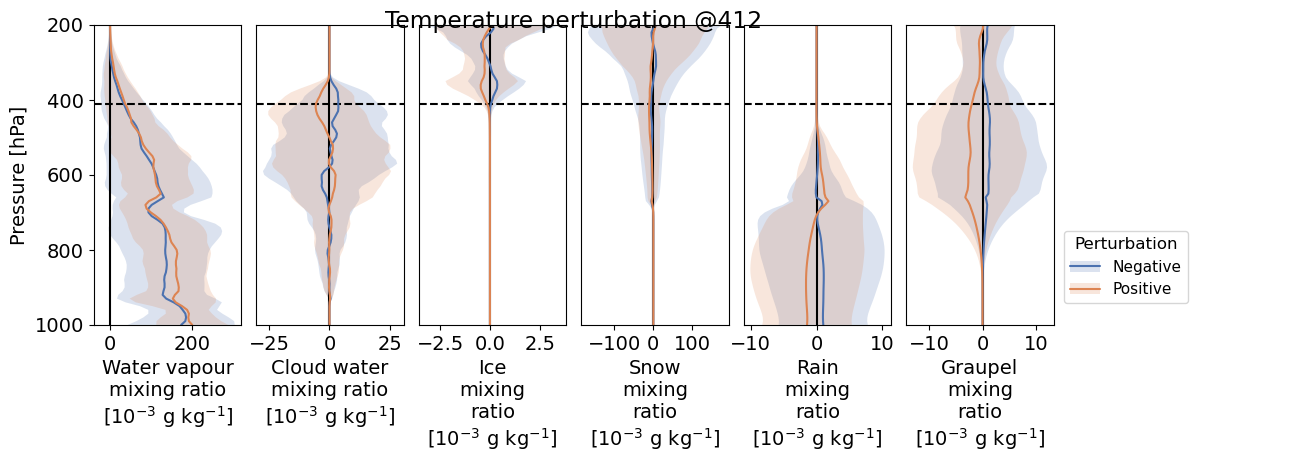 Temperature perturbation @412
Pressure [hPa]
200
400
600
800
1000
0 200
−25 0 25
−2.5 0.0 2.5
−100 0 100
−10 0 10
−10 0 10
Water vapour
mixing ratio
[10⁻³ g kg⁻¹]
Cloud water
mixing ratio
[10⁻³ g kg⁻¹]
Ice
mixing
ratio
[10⁻³ g kg⁻¹]
Snow
mixing
ratio
[10⁻³ g kg⁻¹]
Rain
mixing
ratio
[10⁻³ g kg⁻¹]
Graupel
mixing
ratio
[10⁻³ g kg⁻¹]
Perturbation
Negative
Positive